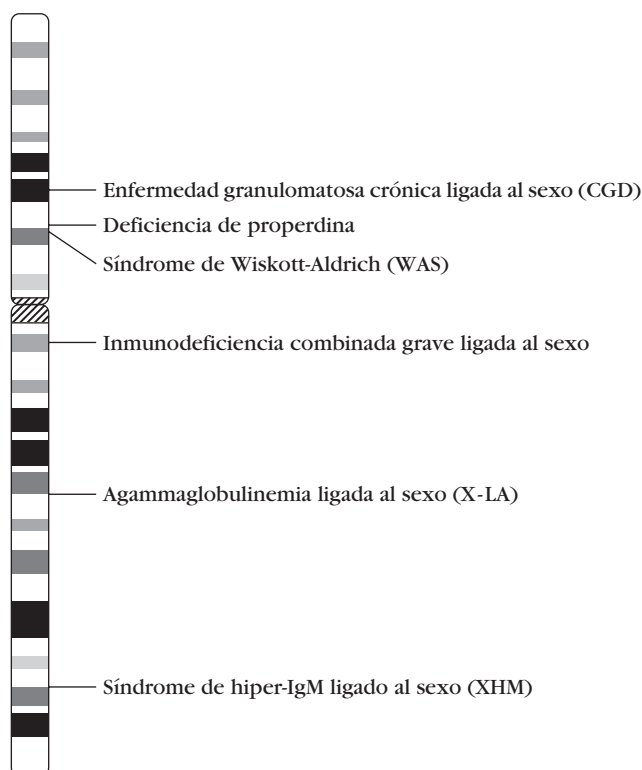 Enfermedad granulomatosa crónica ligada al sexo (CGD)
Deficiencia de properdina
Síndrome de Wiskott-Aldrich (WAS)
Inmunodeficiencia combinada grave ligada al sexo
Agammaglobulinemia ligada al sexo (X-LA)
Síndrome de hiper-IgM ligado al sexo (XHM)